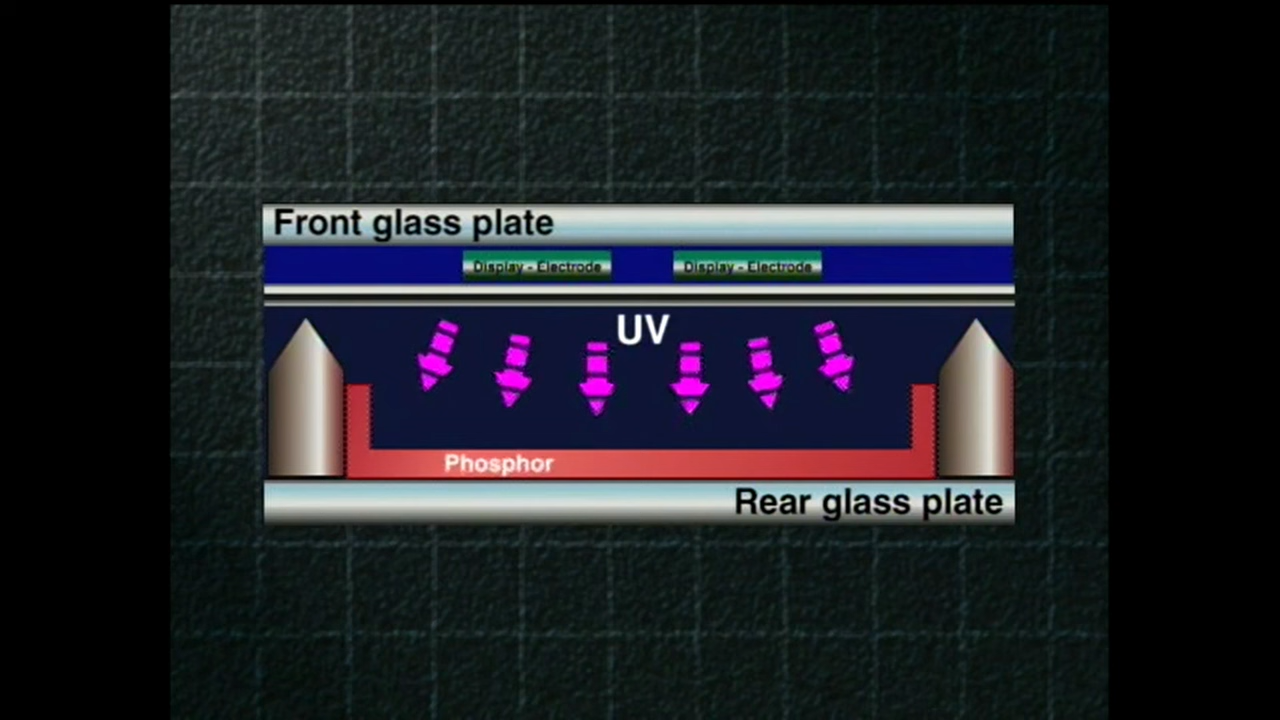 Front glass plate
Display - Electrode
Display - Electrode
UV
Phosphor
Rear glass plate